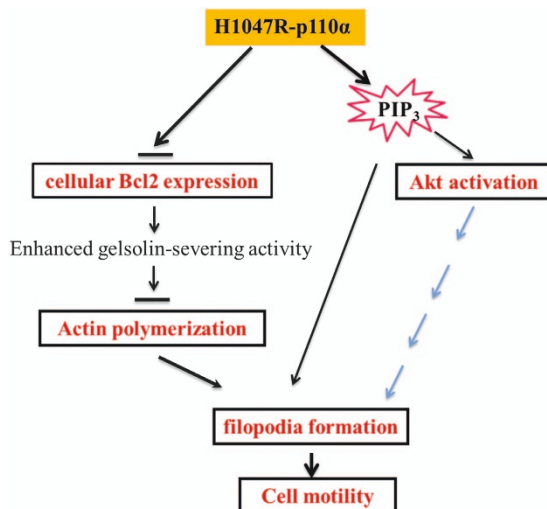 H1047R-p110α
PIP3
cellular Bcl2 expression
Akt activation
Enhanced gelsolin-severing activity
Actin polymerization
filopodia formation
Cell motility